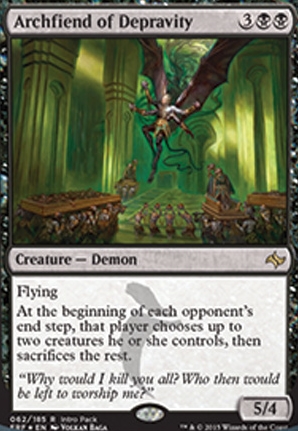 Archfiend of Depravity 3
Creature — Demon
Flying
At the beginning of each opponent's
end step, that player chooses up to
two creatures he or she controls, then
sacrifices the rest.
"Why would I kill you all? Who then would
be left to worship me?"
5/4
062/185 R Intro Pack
FRF ★ EN Volkan Baga
™ & © 2015 Wizards of the Coast